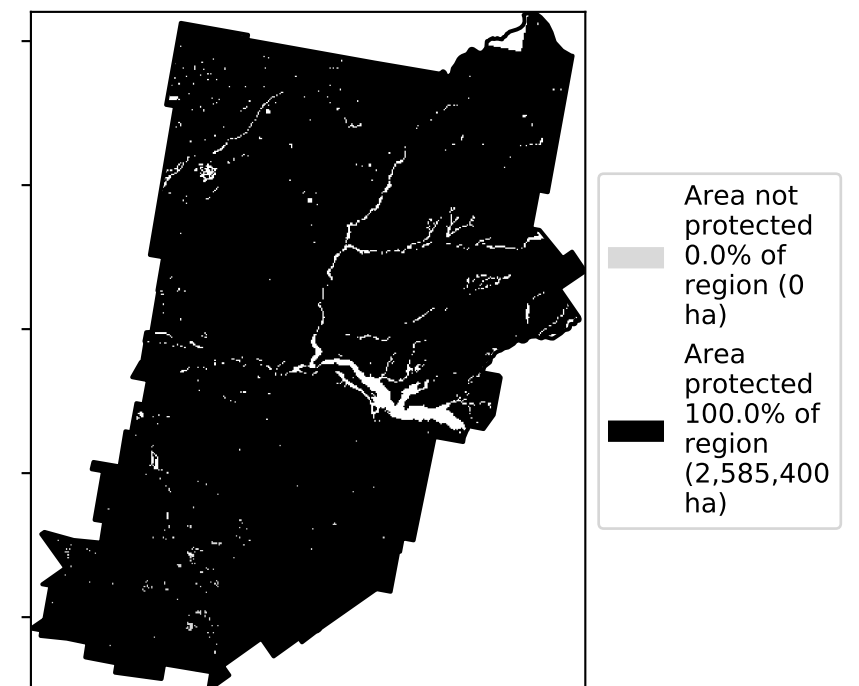 Area not
protected
0.0% of
region (0
ha)
Area
protected
100.0% of
region
(2,585,400
ha)